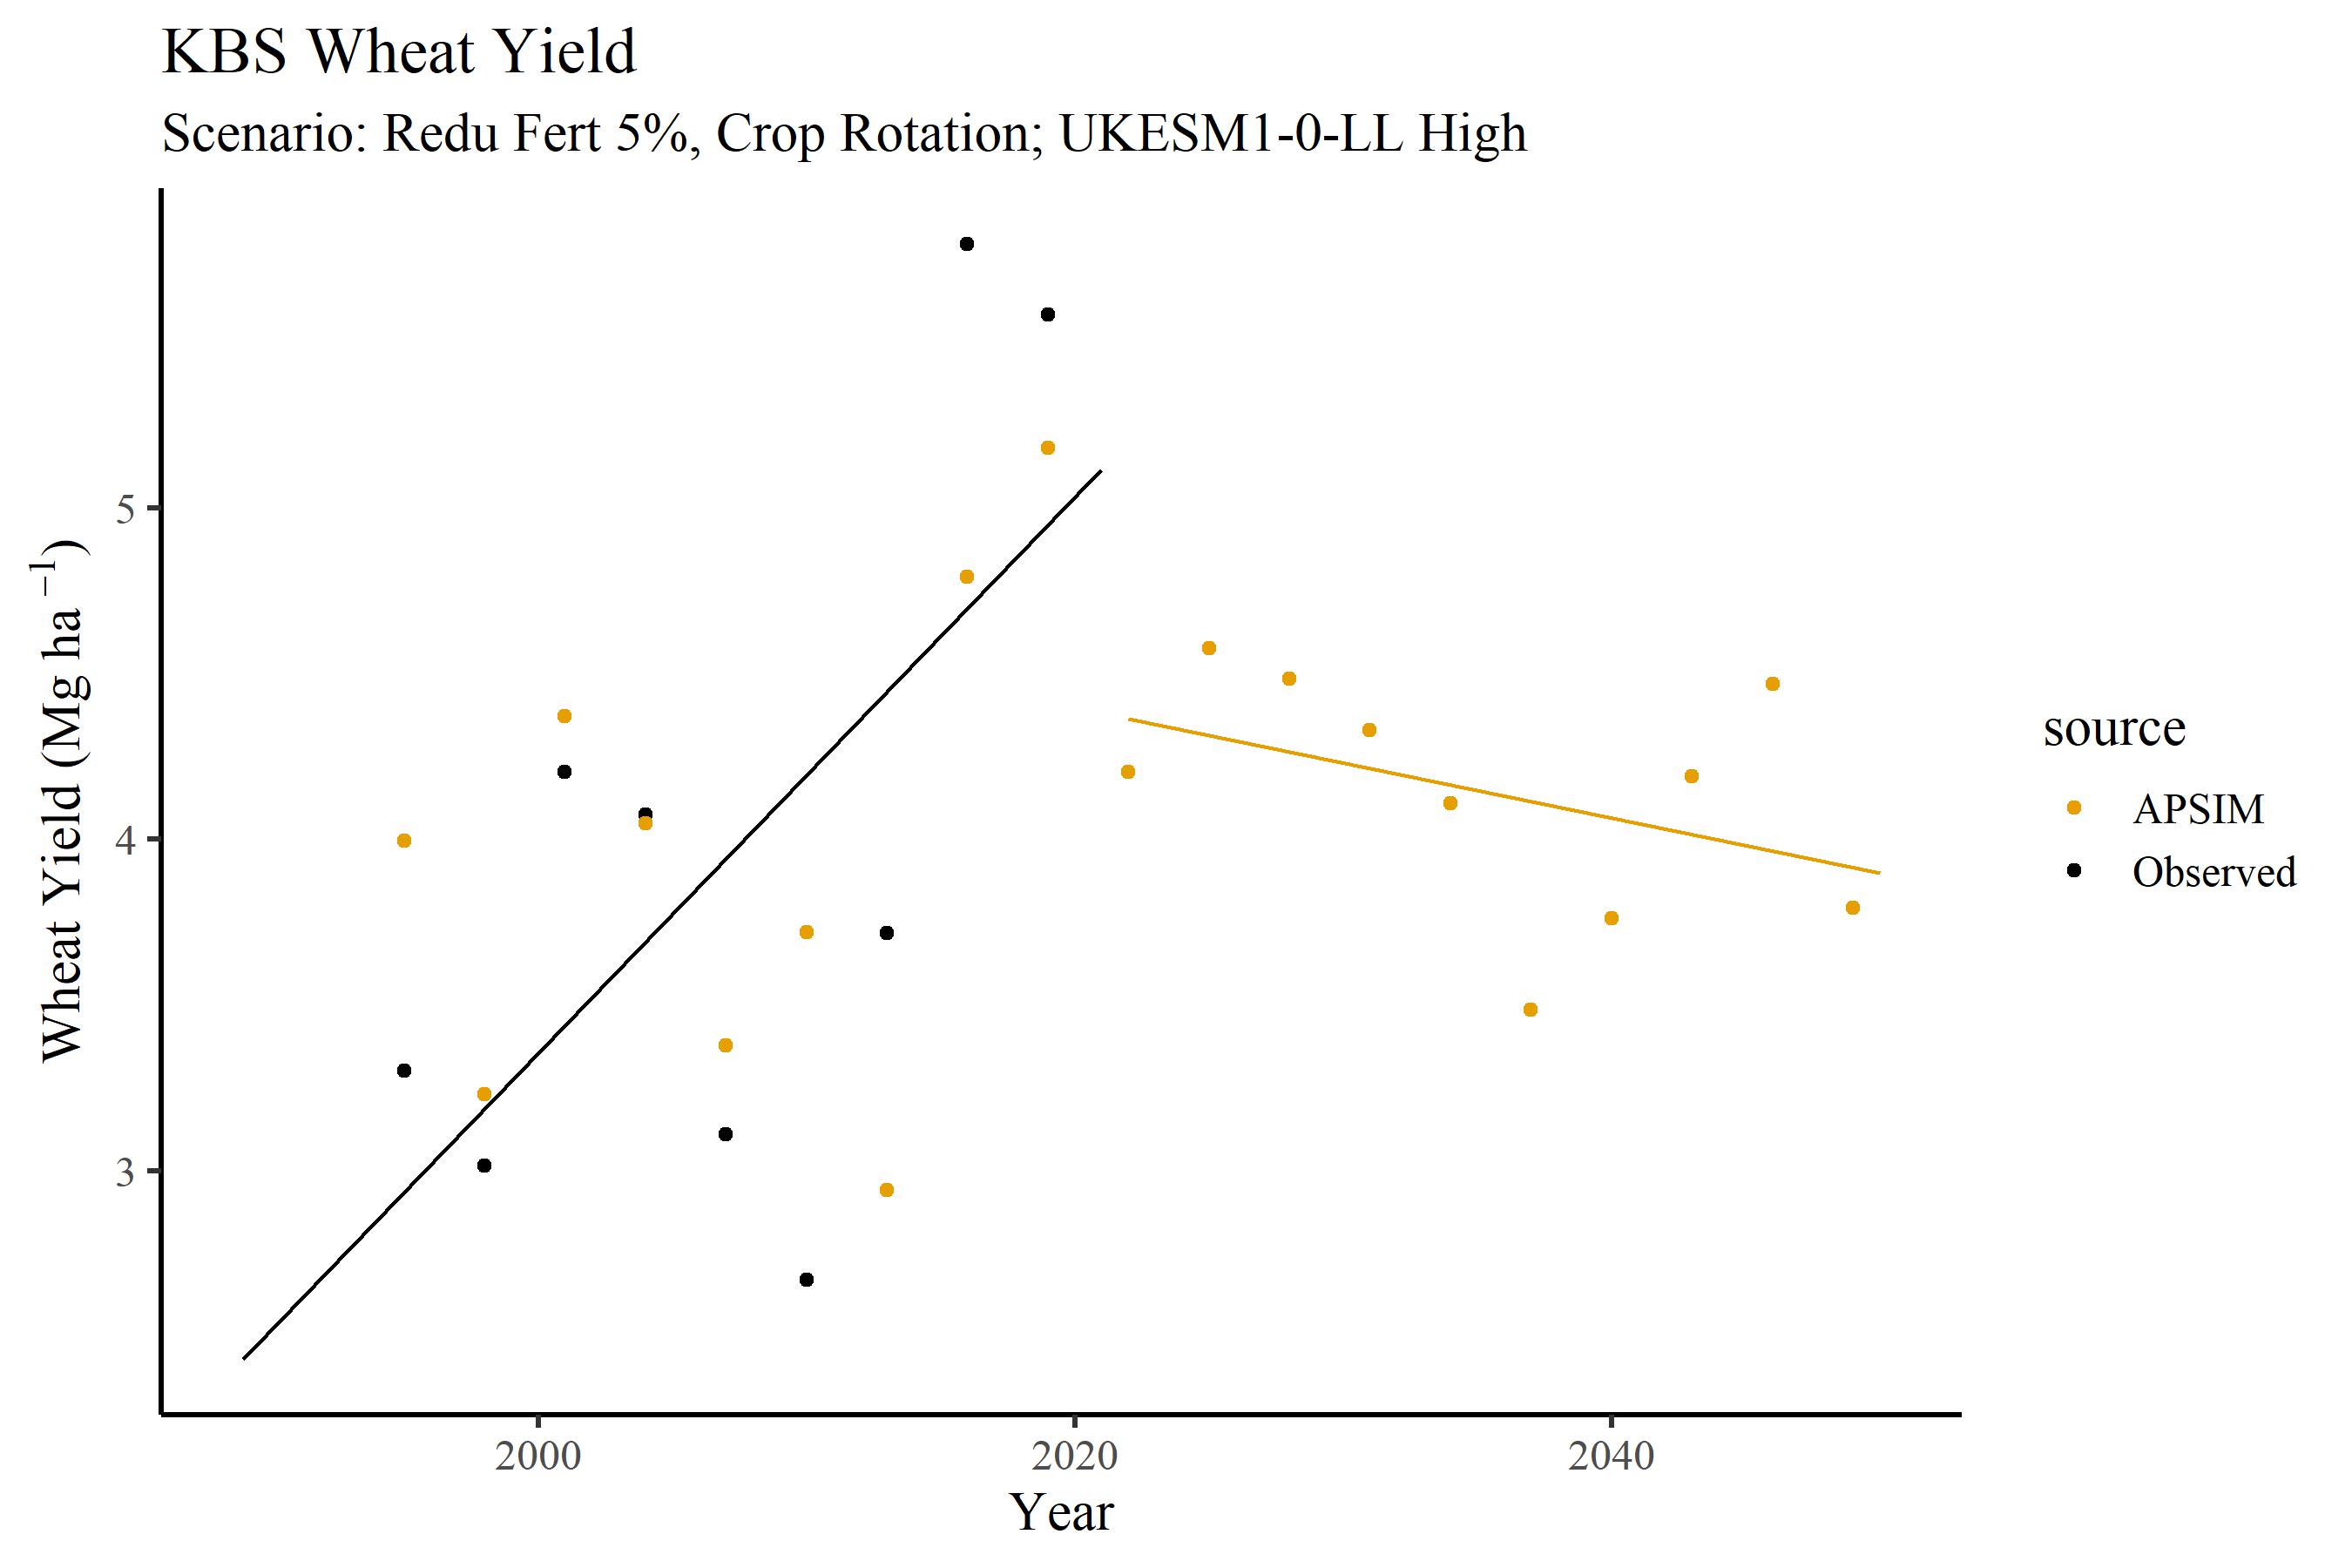 KBS Wheat Yield
Scenario: Redu Fert 5%, Crop Rotation; UKESM1-0-LL High
Wheat Yield (Mg ha⁻¹)
5
4
3
2000
2020
2040
Year
source
APSIM
Observed